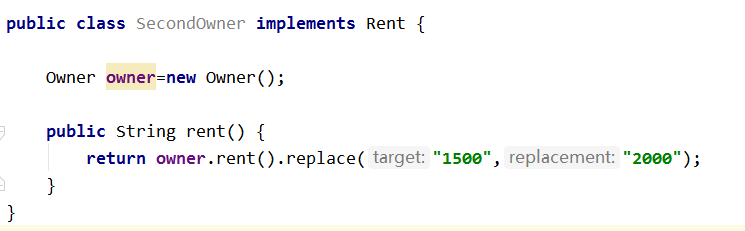 public class SecondOwner implements Rent {
Owner owner=new Owner();
public String rent() {
return owner.rent().replace( target: "1500", replacement: "2000");
}
}